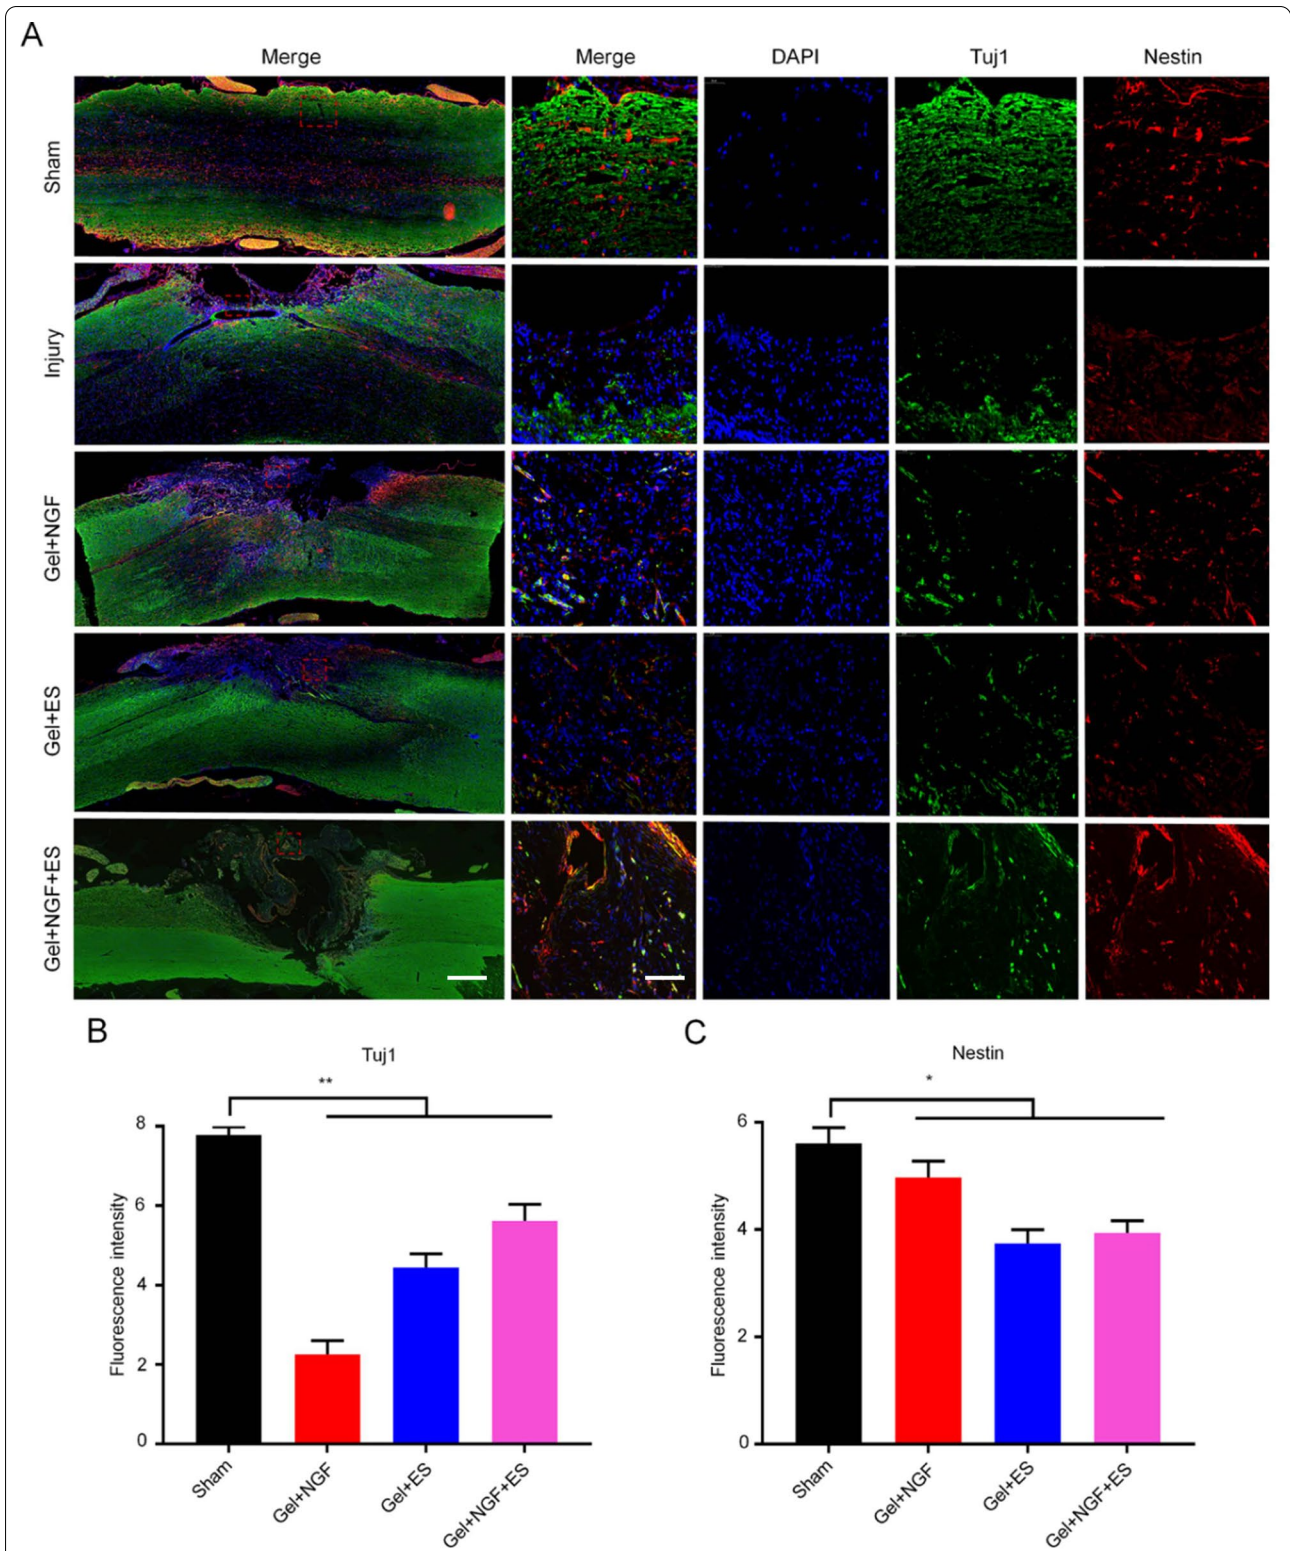 A
Merge Merge DAPI Tuj1 Nestin
Sham
Injury
Gel+NGF
Gel+ES
Gel+NGF+ES
B
Tuj1
**
Fluorescence intensity
8
6
4
2
0
Sham
Gel+NGF
Gel+ES
Gel+NGF+ES
C
Nestin
*
Fluorescence intensity
6
4
2
0
Sham
Gel+NGF
Gel+ES
Gel+NGF+ES